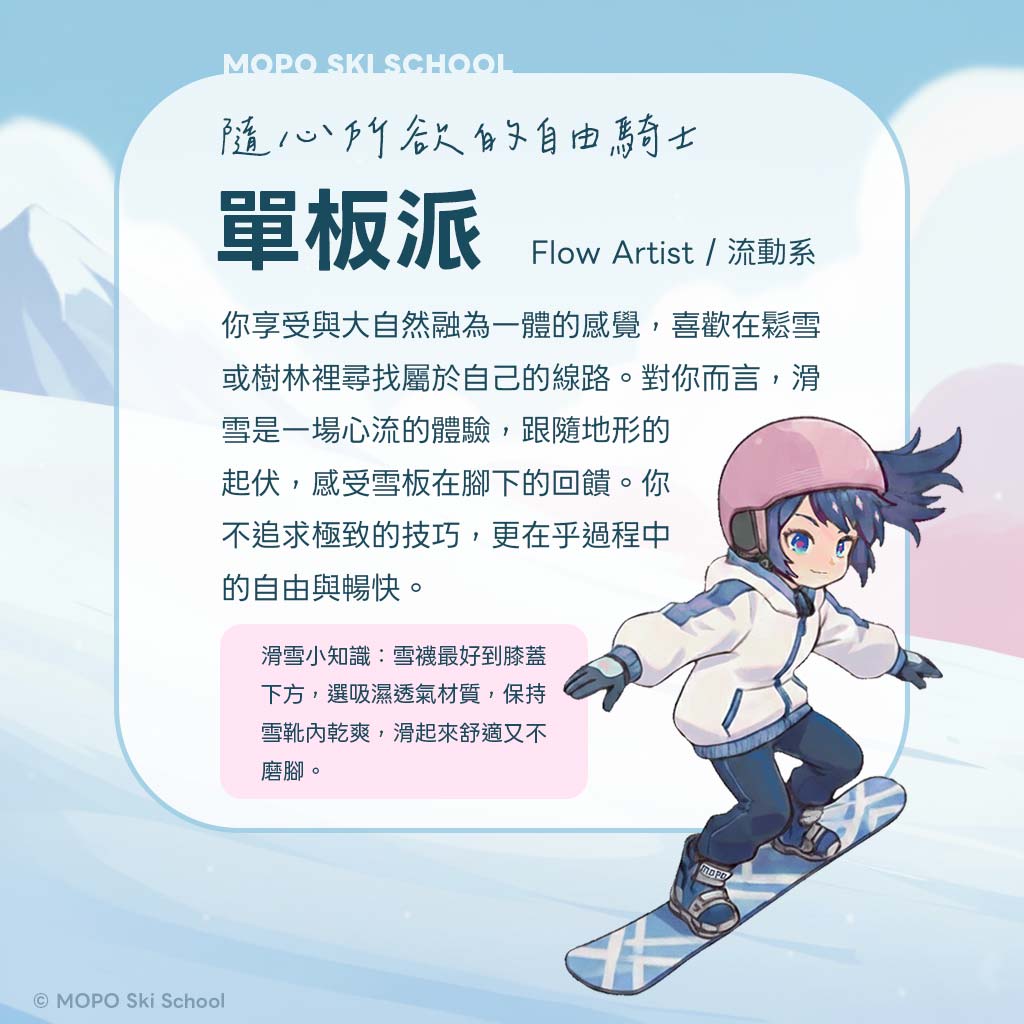 MOPO SKI SCHOOL
隨心所欲的自由騎士
單板派
Flow Artist / 流動系
你享受與大自然融為一體的感覺，喜歡在鬆雪
或樹林裡尋找屬於自己的線路。對你而言，滑
雪是一場心流的體驗，跟隨地形的
起伏，感受雪板在腳下的回饋。你
不追求極致的技巧，更在乎過程中
的自由與暢快。
滑雪小知識：雪襪最好到膝蓋
下方，選吸濕透氣材質，保持
雪靴內乾爽，滑起來舒適又不
磨腳。
MOPO
© MOPO Ski School